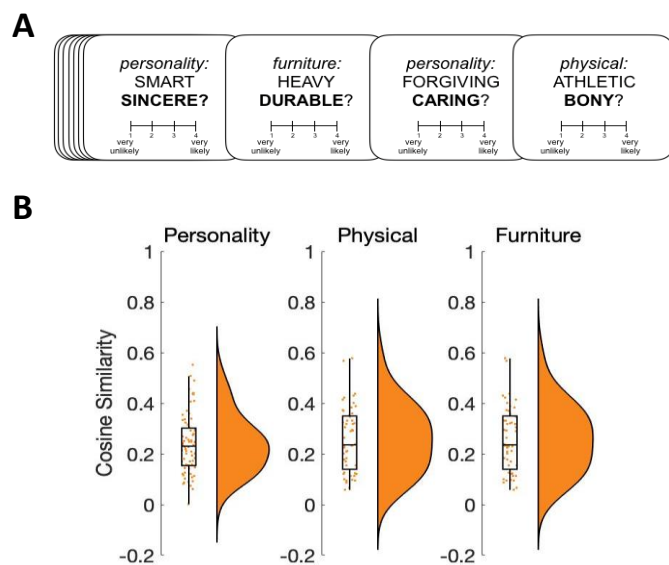 A
personality:
SMART
SINCERE?
1 2 3 4
very unlikely
very likely
furniture:
HEAVY
DURABLE?
1 2 3 4
very unlikely
very likely
personality:
FORGIVING
CARING?
1 2 3 4
very unlikely
very likely
physical:
ATHLETIC
BONY?
1 2 3 4
very unlikely
very likely
B
Personality
Physical
Furniture
Cosine Similarity
1
0.8
0.6
0.4
0.2
0
-0.2
1
0.8
0.6
0.4
0.2
0
-0.2
1
0.8
0.6
0.4
0.2
0
-0.2